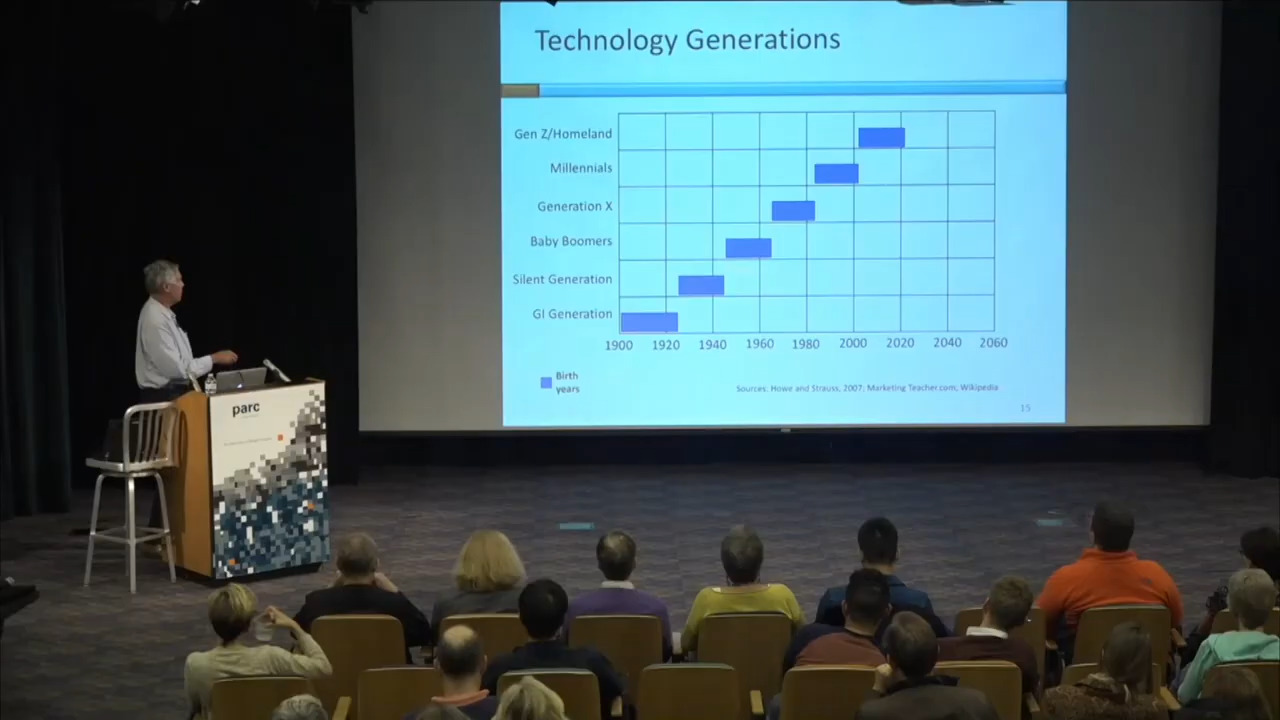 Technology Generations
Gen Z/Homeland
Millennials
Generation X
Baby Boomers
Silent Generation
GI Generation
1900 1920 1940 1960 1980 2000 2020 2040 2060
Birth
years
Sources: Howe and Strauss, 2007; Marketing Teacher.com, Wikipedia
15
parc